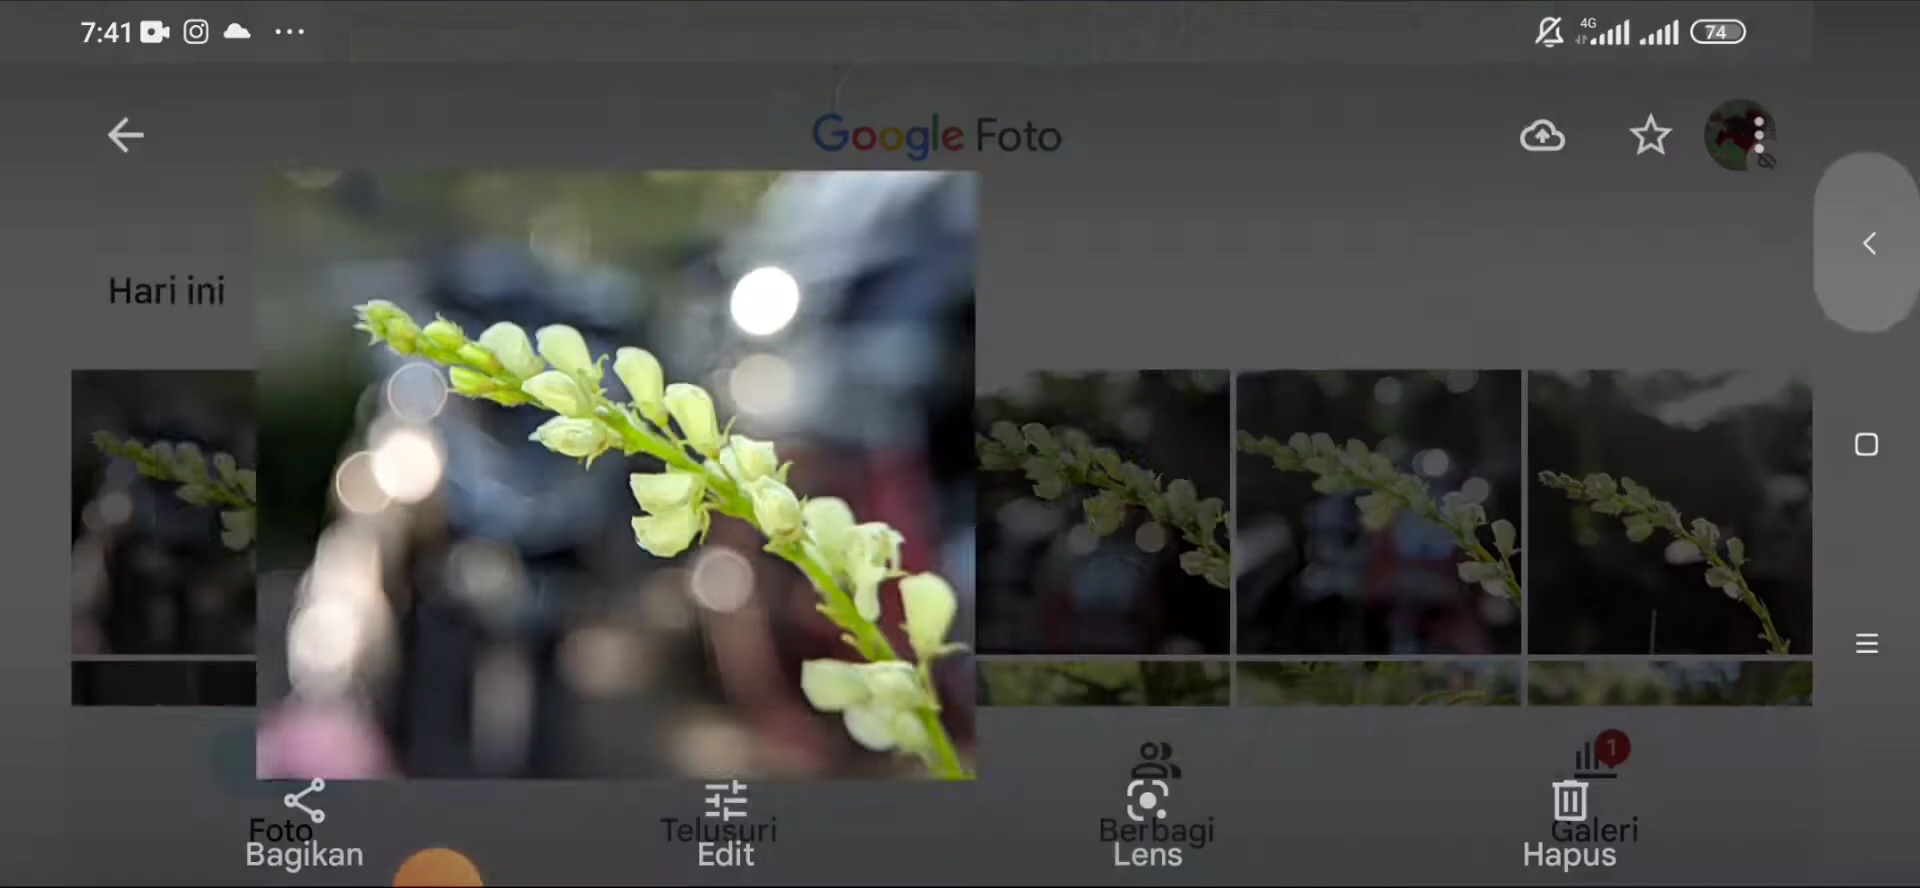 7:41
4G
74
Google Foto
Hari ini
1
Foto
Telusuri
Berbagi
Galeri
Bagikan
Edit
Lens
Hapus